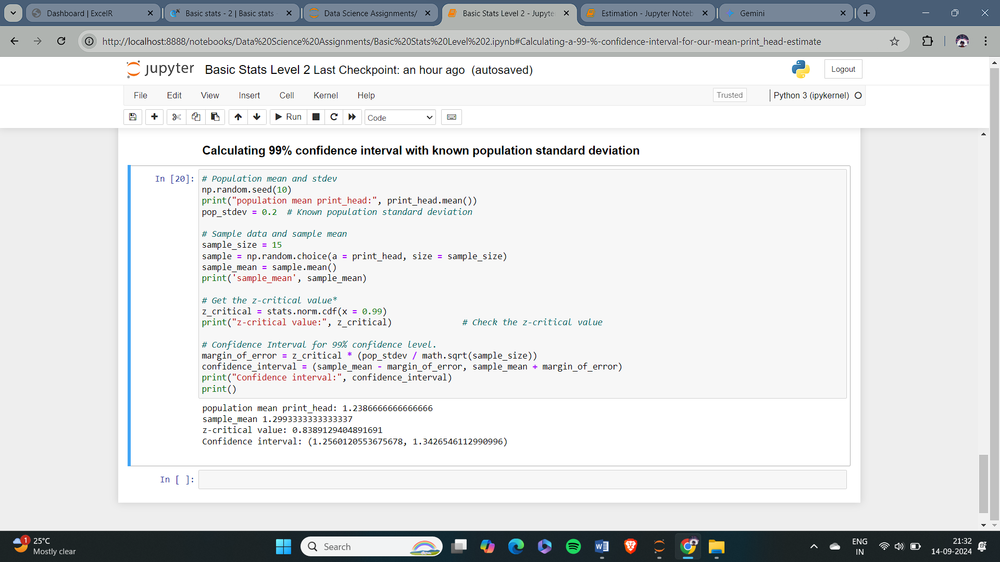 Dashboard | ExcelR
Basic stats - 2 | Basic stats -
Data Science Assignments/
Basic Stats Level 2 - Jupyte
Estimation - Jupyter Noteb
Gemini
http://localhost:8888/notebooks/Data%20Science%20Assignments/Basic%20Stats%20Level%202.ipynb#Calculating-a-99-%-confidence-interval-for-our-mean-print_head-estimate
jupyter Basic Stats Level 2 Last Checkpoint: an hour ago (autosaved)
Logout
File Edit View Insert Cell Kernel Help
Trusted
Python 3 (ipykernel)
Run
Code
Calculating 99% confidence interval with known population standard deviation
In [20]:
# Population mean and stdev
np.random.seed(10)
print("population mean print_head:", print_head.mean())
pop_stdev = 0.2  # Known population standard deviation
# Sample data and sample mean
sample_size = 15
sample = np.random.choice(a = print_head, size = sample_size)
sample_mean = sample.mean()
print('sample_mean', sample_mean)
# Get the z-critical value*
z_critical = stats.norm.cdf(x = 0.99)
print("z-critical value:", z_critical)              # Check the z-critical value
# Confidence Interval for 99% confidence level.
margin_of_error = z_critical * (pop_stdev / math.sqrt(sample_size))
confidence_interval = (sample_mean - margin_of_error, sample_mean + margin_of_error)
print("Confidence interval:", confidence_interval)
print()
population mean print_head: 1.2386666666666666
sample_mean 1.2993333333333337
z-critical value: 0.8389129404891691
Confidence interval: (1.2560120553675678, 1.3426546112990996)
In [ ]:
1
25°C
Mostly clear
Search
ENG
IN
21:32
14-09-2024